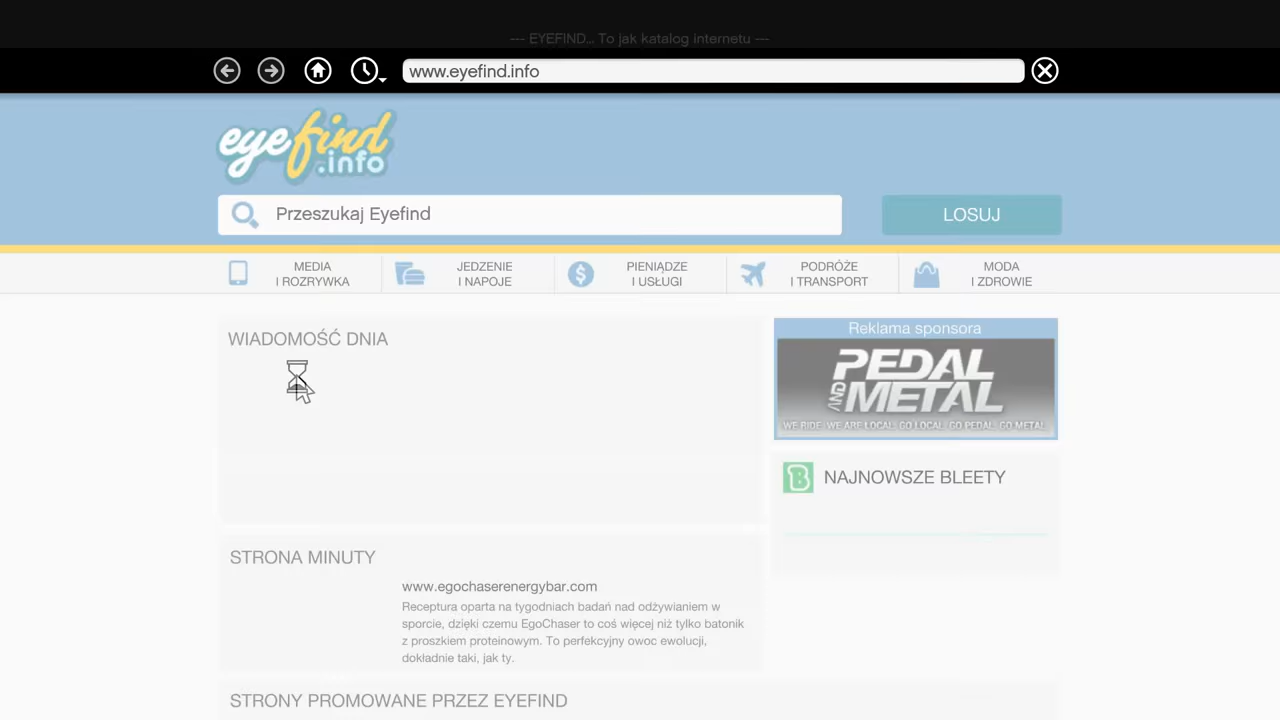 --- EYEFIND... To jak katalog internetu ---
www.eyefind.info
eyefind
.info
Przeszukaj Eyefind
LOSUJ
MEDIA
I ROZRYWKA
JEDZENIE
I NAPOJE
PIENIĄDZE
I USŁUGI
PODRÓŻE
I TRANSPORT
MODA
I ZDROWIE
WIADOMOŚĆ DNIA
Reklama sponsora
PEDAL
AND
METAL
WE RIDE. WE ARE LOCAL. GO LOCAL. GO PEDAL. GO METAL.
B
NAJNOWSZE BLEETY
STRONA MINUTY
www.egochaserenergybar.com
Receptura oparta na tygodniach badań nad odżywianiem w
sporcie, dzięki czemu EgoChaser to coś więcej niż tylko batonik
z proszkiem proteinowym. To perfekcyjny owoc ewolucji,
dokładnie taki, jak ty.
STRONY PROMOWANE PRZEZ EYEFIND